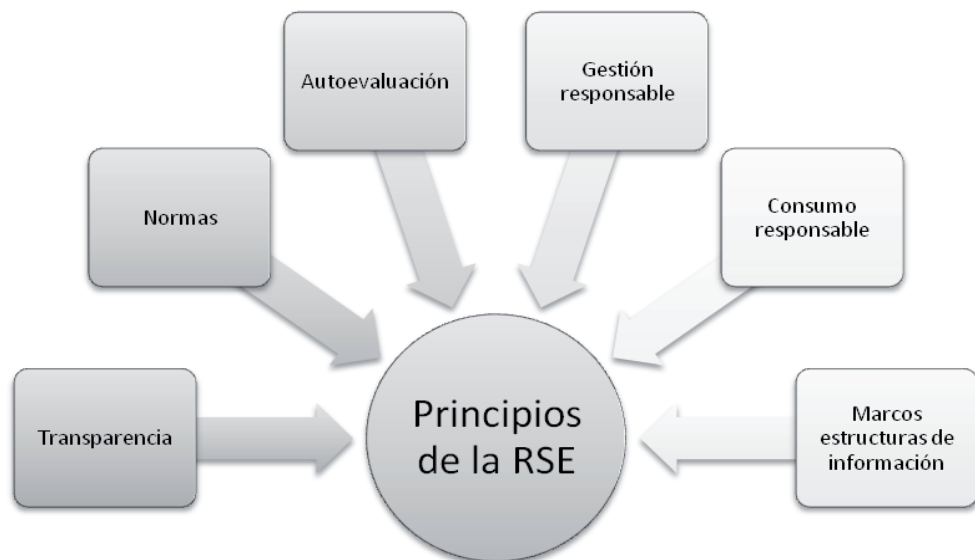 Autoevaluación
Gestión
responsable
Normas
Consumo
responsable
Transparencia
Principios
de la RSE
Marcos
estructuras de
información